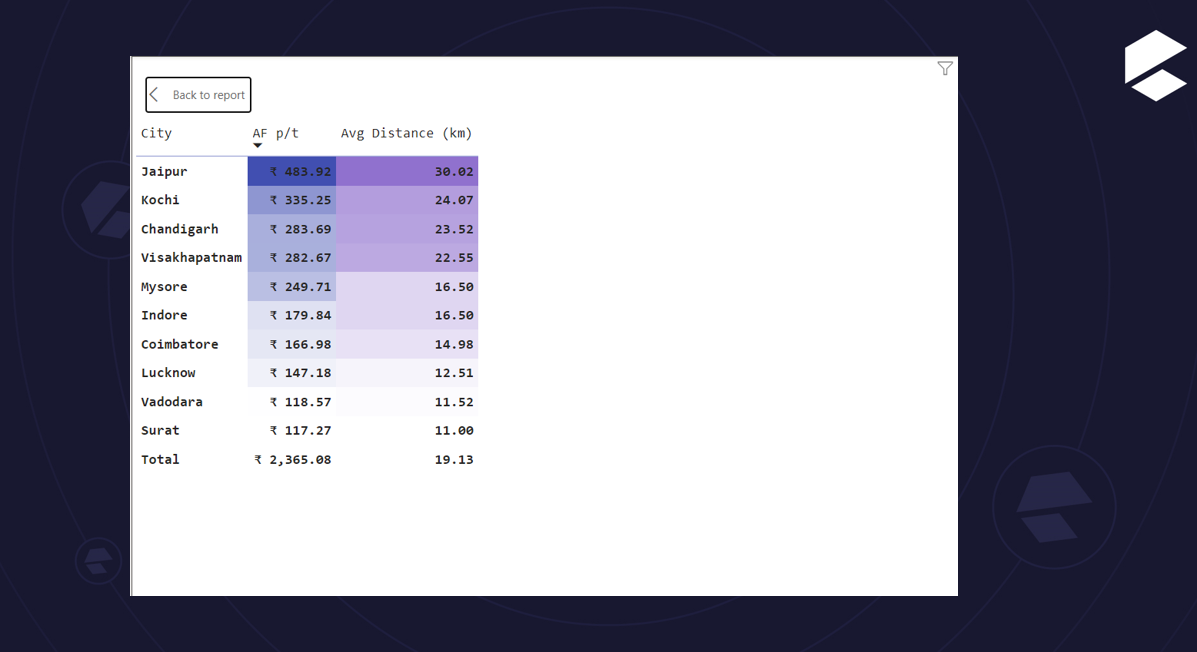 Back to report
City AF p/t Avg Distance (km)
Jaipur ₹ 483.92 30.02
Kochi ₹ 335.25 24.07
Chandigarh ₹ 283.69 23.52
Visakhapatnam ₹ 282.67 22.55
Mysore ₹ 249.71 16.50
Indore ₹ 179.84 16.50
Coimbatore ₹ 166.98 14.98
Lucknow ₹ 147.18 12.51
Vadodara ₹ 118.57 11.52
Surat ₹ 117.27 11.00
Total ₹ 2,365.08 19.13